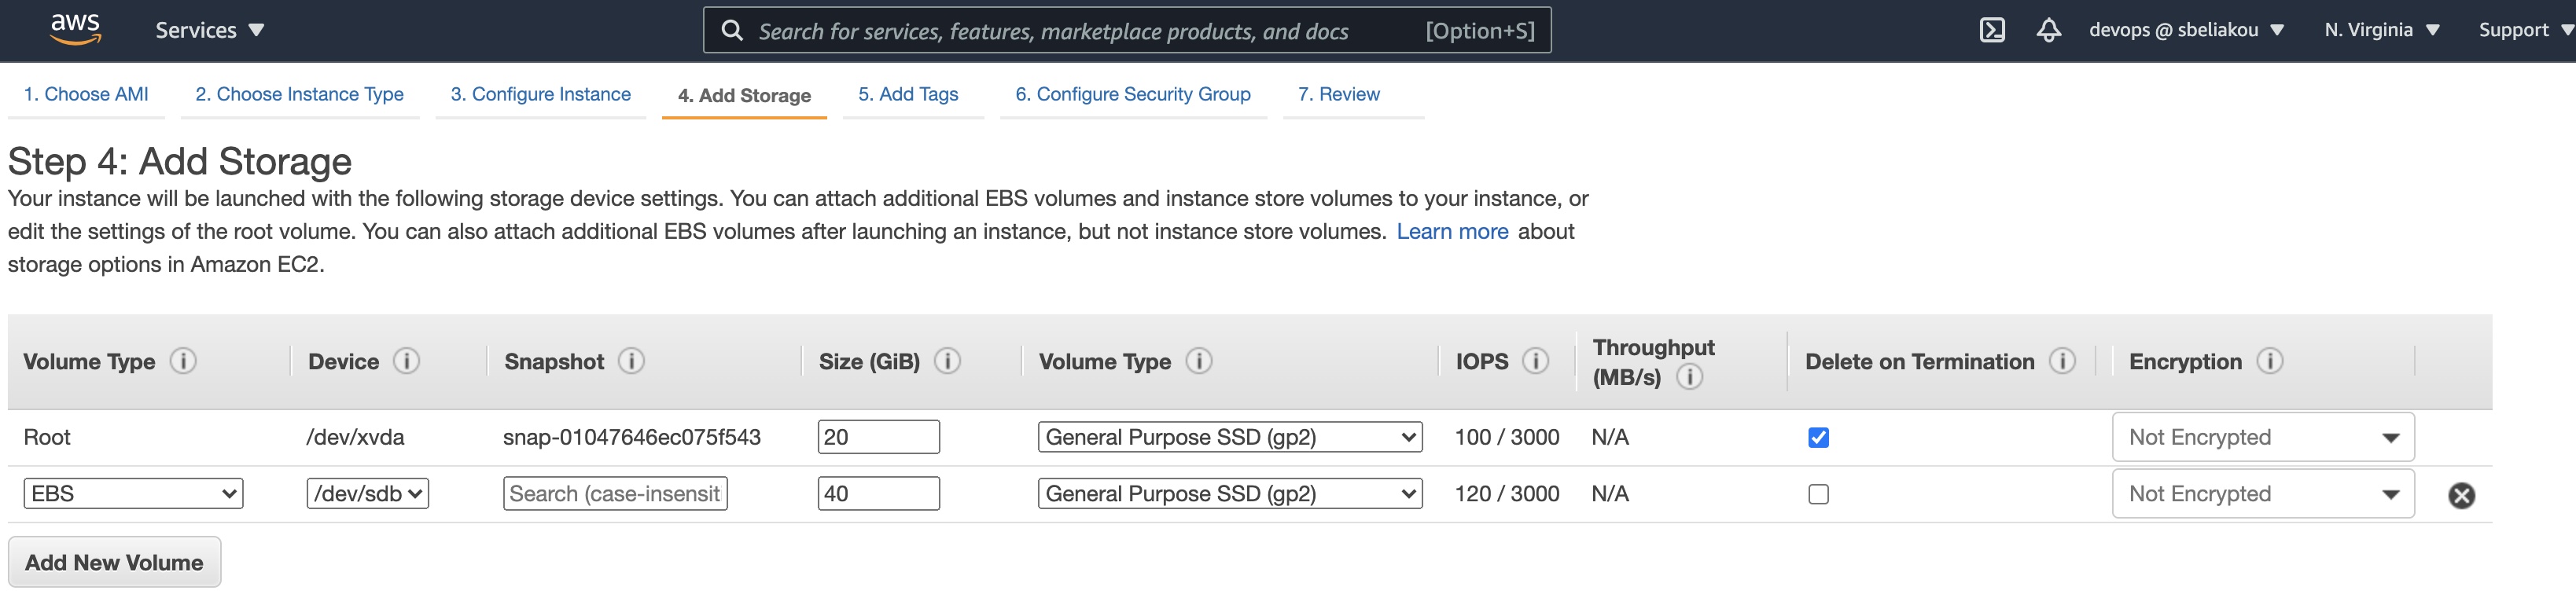 aws Services Search for services, features, marketplace products, and docs [Option+S] devops @ sbeliakou N. Virginia Support
1. Choose AMI 2. Choose Instance Type 3. Configure Instance 4. Add Storage 5. Add Tags 6. Configure Security Group 7. Review
Step 4: Add Storage
Your instance will be launched with the following storage device settings. You can attach additional EBS volumes and instance store volumes to your instance, or
edit the settings of the root volume. You can also attach additional EBS volumes after launching an instance, but not instance store volumes. Learn more about
storage options in Amazon EC2.
Volume Type i Device i Snapshot i Size (GiB) i Volume Type i IOPS i Throughput (MB/s) i Delete on Termination i Encryption i
Root /dev/xvda snap-01047646ec075f543 20 General Purpose SSD (gp2) 100 / 3000 N/A Not Encrypted
EBS /dev/sdb Search (case-insensit 40 General Purpose SSD (gp2) 120 / 3000 N/A Not Encrypted
Add New Volume